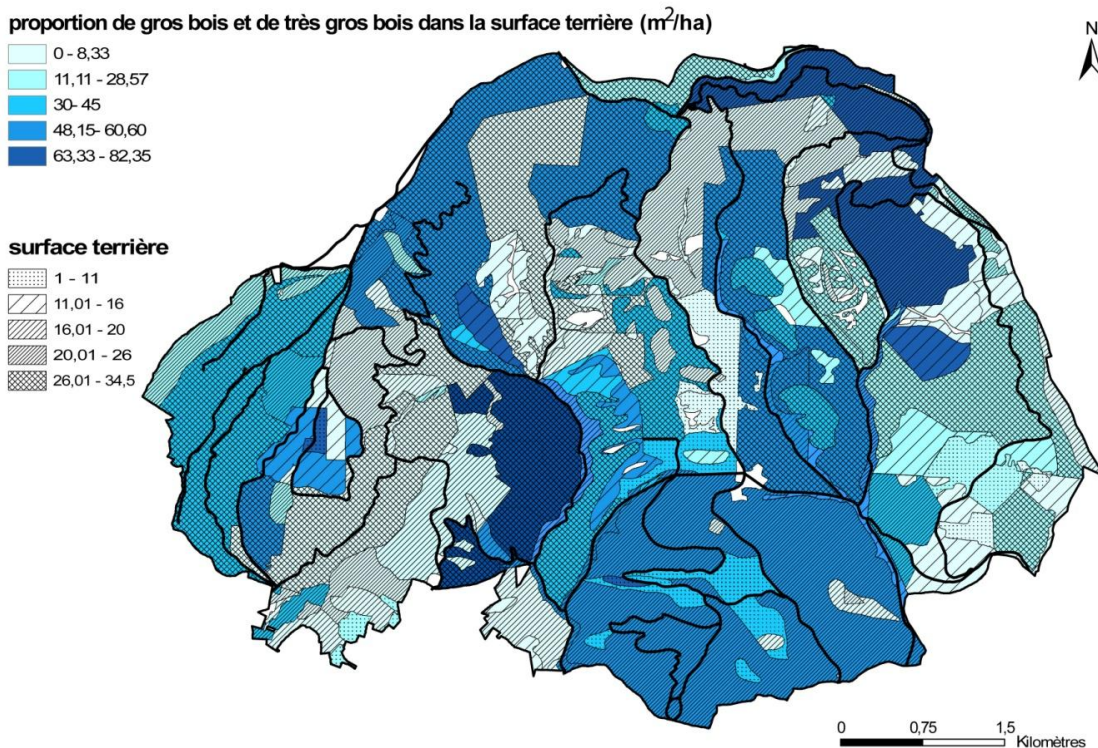 proportion de gros bois et de très gros bois dans la surface terrière (m²/ha)
0 - 8,33
11,11 - 28,57
30- 45
48,15- 60,60
63,33 - 82,35
N
surface terrière
1 - 11
11,01 - 16
16,01 - 20
20,01 - 26
26,01 - 34,5
0 0,75 1,5
Kilomètres